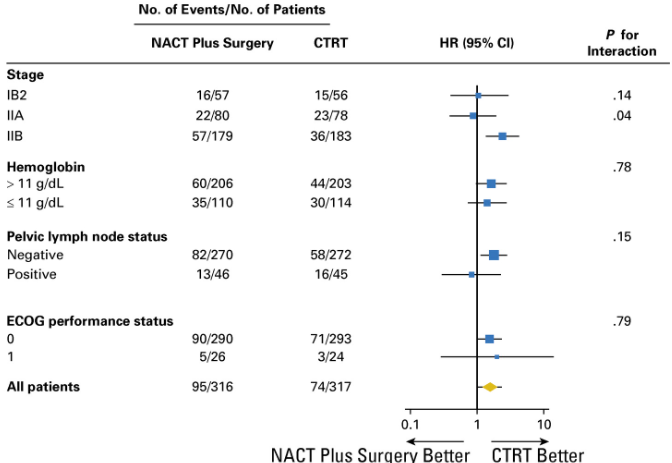 No. of Events/No. of Patients
NACT Plus Surgery CTRT HR (95% CI) P for Interaction
Stage
IB2 16/57 15/56 .14
IIA 22/80 23/78 .04
IIB 57/179 36/183
Hemoglobin .78
> 11 g/dL 60/206 44/203
≤ 11 g/dL 35/110 30/114
Pelvic lymph node status .15
Negative 82/270 58/272
Positive 13/46 16/45
ECOG performance status .79
0 90/290 71/293
1 5/26 3/24
All patients 95/316 74/317
0.1 1 10
NACT Plus Surgery Better CTRT Better